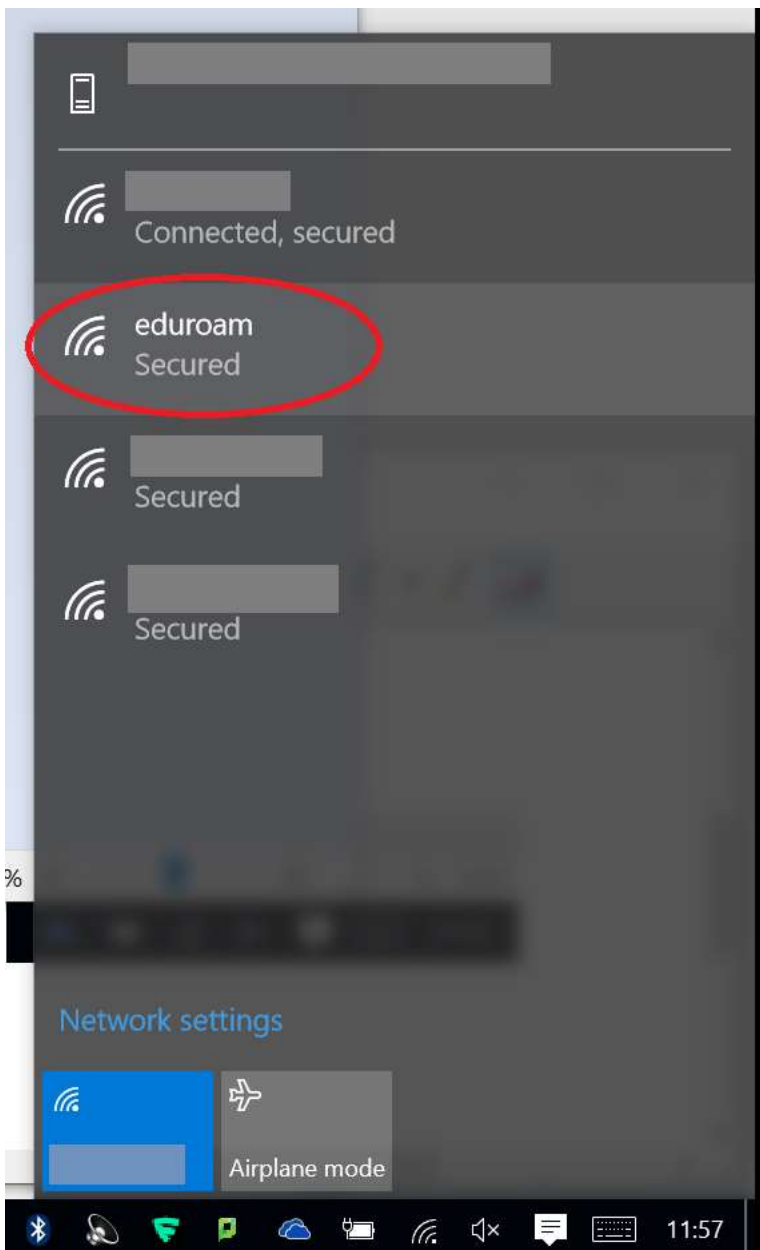 Connected, secured
eduroam
Secured
Secured
Secured
%
Network settings
Airplane mode
11:57